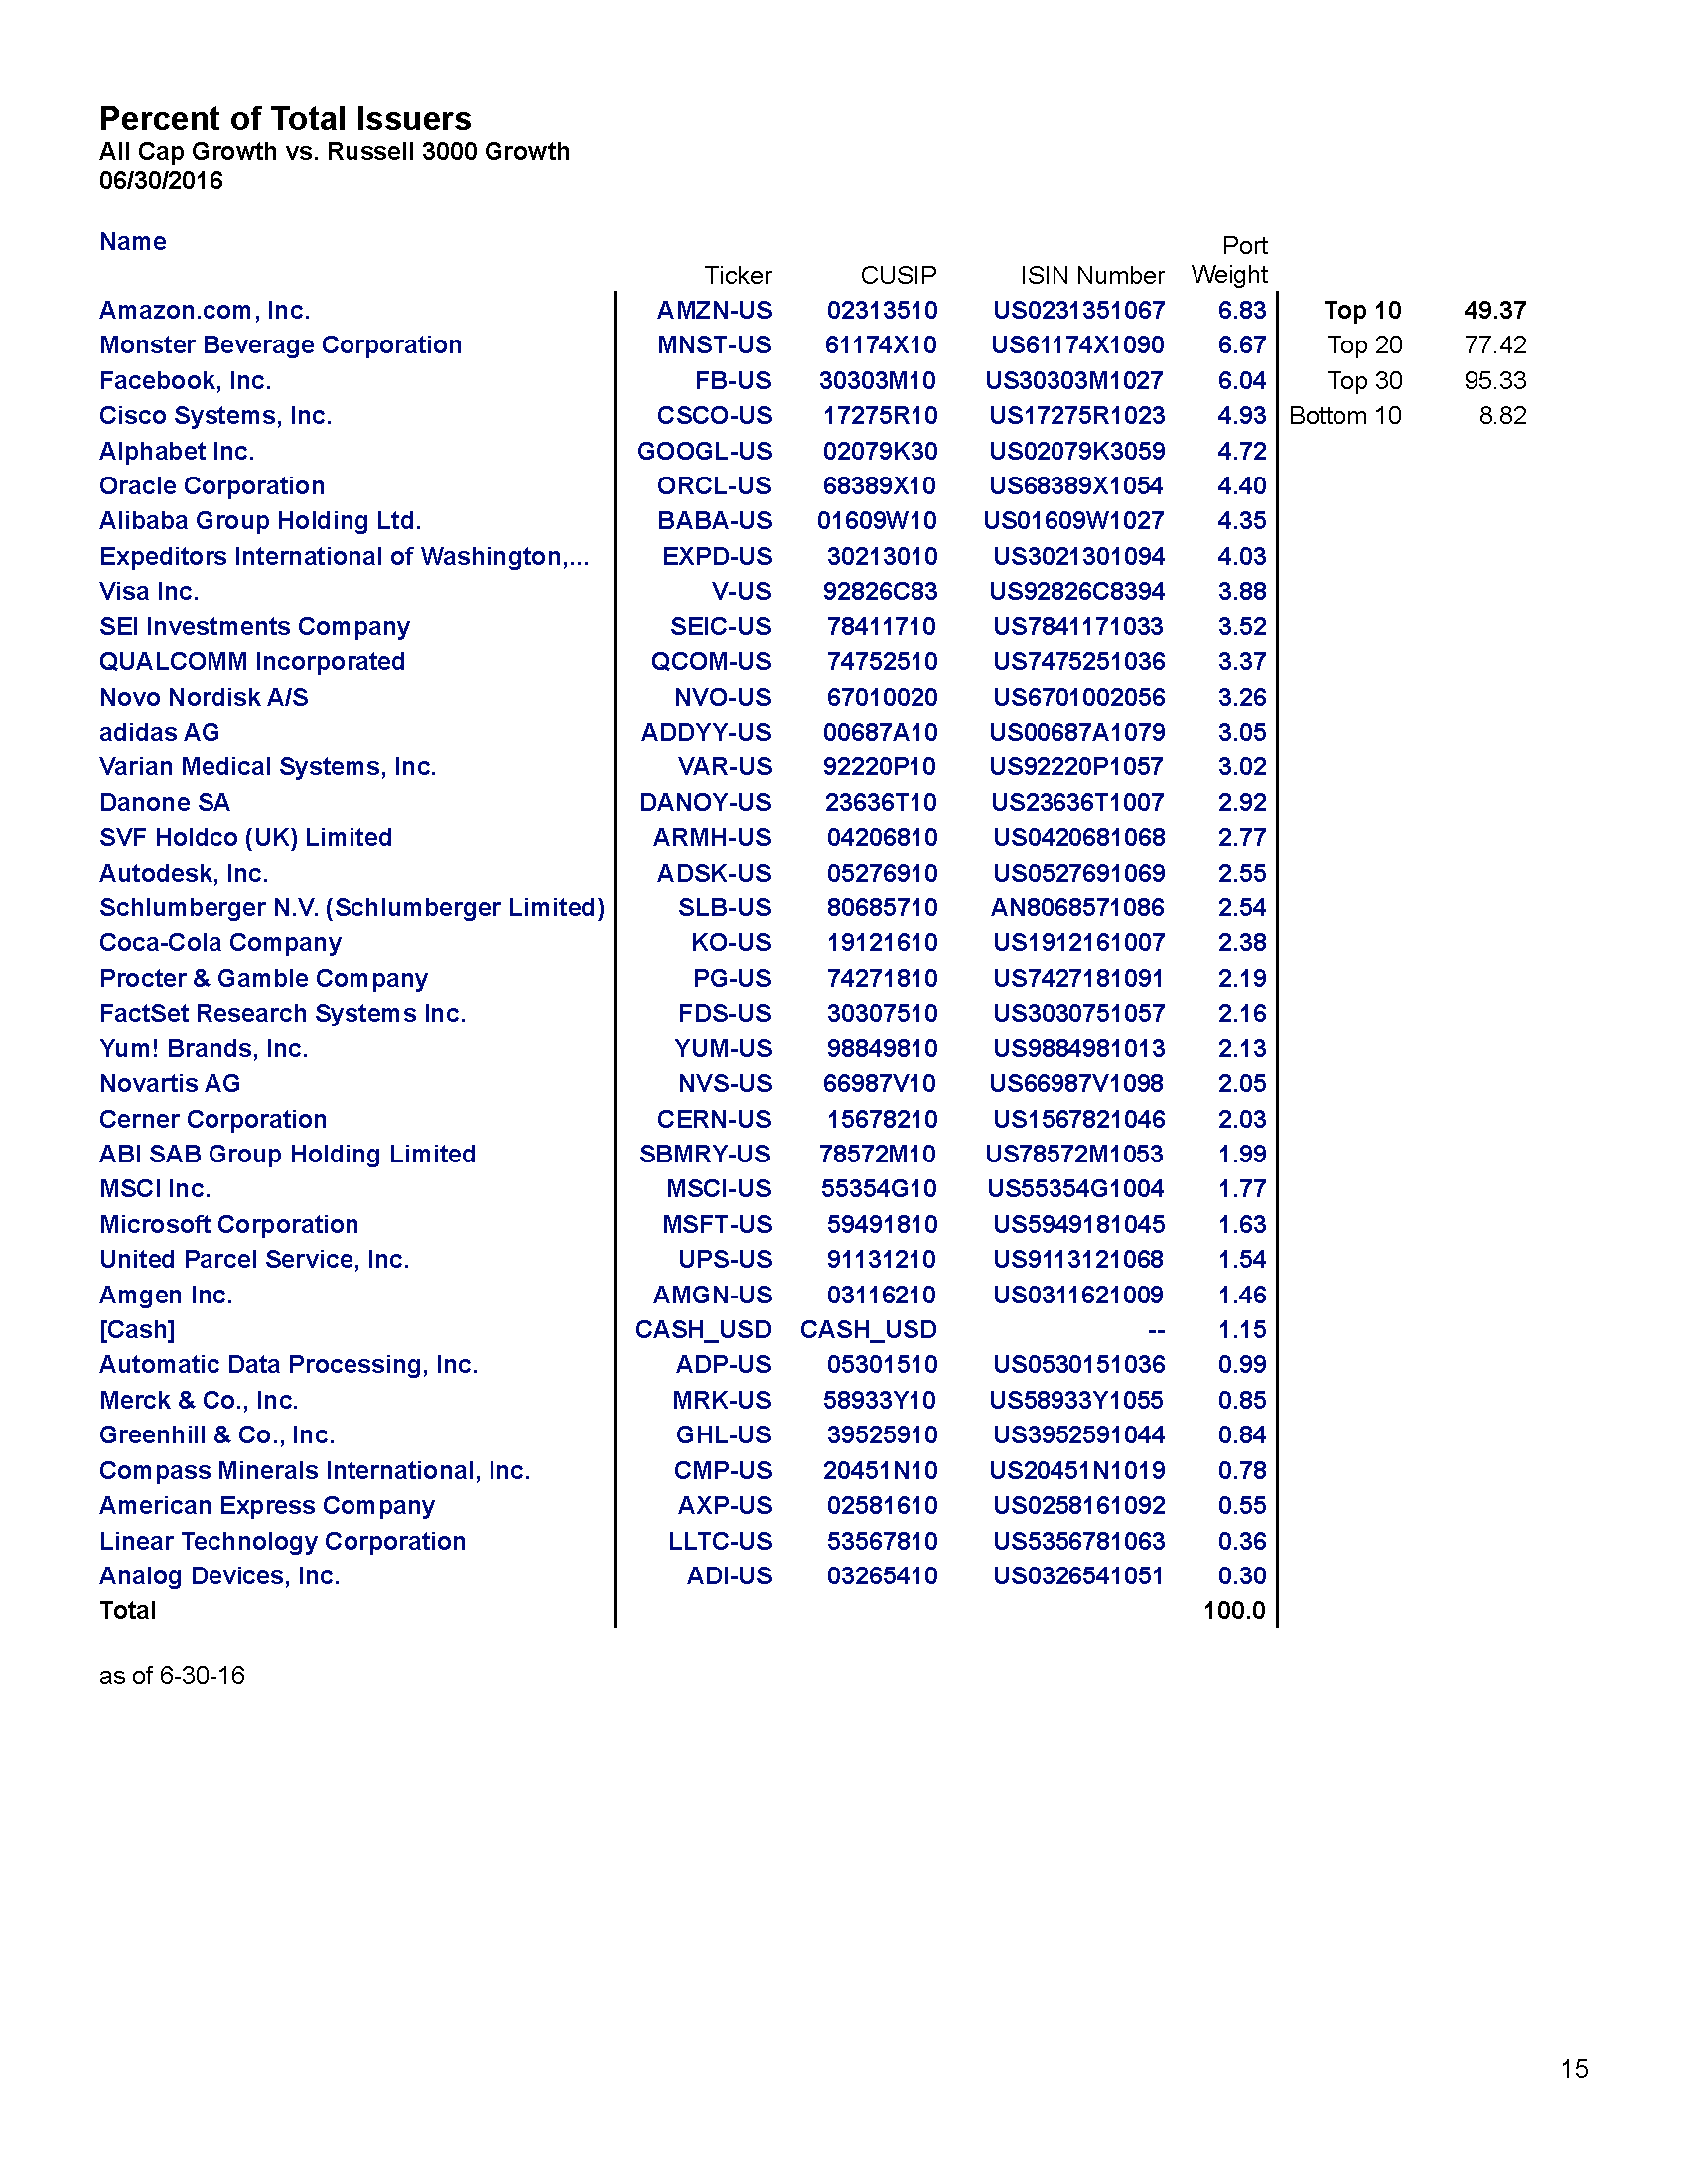 Percent of Total Issuers
All Cap Growth vs. Russell 3000 Growth
06/30/2016
Name Ticker CUSIP ISIN Number Port Weight
Amazon.com, Inc. AMZN-US 02313510 US0231351067 6.83 Top 10 49.37
Monster Beverage Corporation MNST-US 61174X10 US61174X1090 6.67 Top 20 77.42
Facebook, Inc. FB-US 30303M10 US30303M1027 6.04 Top 30 95.33
Cisco Systems, Inc. CSCO-US 17275R10 US17275R1023 4.93 Bottom 10 8.82
Alphabet Inc. GOOGL-US 02079K30 US02079K3059 4.72
Oracle Corporation ORCL-US 68389X10 US68389X1054 4.40
Alibaba Group Holding Ltd. BABA-US 01609W10 US01609W1027 4.35
Expeditors International of Washington,... EXPD-US 30213010 US3021301094 4.03
Visa Inc. V-US 92826C83 US92826C8394 3.88
SEI Investments Company SEIC-US 78411710 US7841171033 3.52
QUALCOMM Incorporated QCOM-US 74752510 US7475251036 3.37
Novo Nordisk A/S NVO-US 67010020 US6701002056 3.26
adidas AG ADDYY-US 00687A10 US00687A1079 3.05
Varian Medical Systems, Inc. VAR-US 92220P10 US92220P1057 3.02
Danone SA DANOY-US 23636T10 US23636T1007 2.92
SVF Holdco (UK) Limited ARMH-US 04206810 US0420681068 2.77
Autodesk, Inc. ADSK-US 05276910 US0527691069 2.55
Schlumberger N.V. (Schlumberger Limited) SLB-US 80685710 AN8068571086 2.54
Coca-Cola Company KO-US 19121610 US1912161007 2.38
Procter & Gamble Company PG-US 74271810 US7427181091 2.19
FactSet Research Systems Inc. FDS-US 30307510 US3030751057 2.16
Yum! Brands, Inc. YUM-US 98849810 US9884981013 2.13
Novartis AG NVS-US 66987V10 US66987V1098 2.05
Cerner Corporation CERN-US 15678210 US1567821046 2.03
ABI SAB Group Holding Limited SBMRY-US 78572M10 US78572M1053 1.99
MSCI Inc. MSCI-US 55354G10 US55354G1004 1.77
Microsoft Corporation MSFT-US 59491810 US5949181045 1.63
United Parcel Service, Inc. UPS-US 91131210 US9113121068 1.54
Amgen Inc. AMGN-US 03116210 US0311621009 1.46
[Cash] CASH_USD CASH_USD -- 1.15
Automatic Data Processing, Inc. ADP-US 05301510 US0530151036 0.99
Merck & Co., Inc. MRK-US 58933Y10 US58933Y1055 0.85
Greenhill & Co., Inc. GHL-US 39525910 US3952591044 0.84
Compass Minerals International, Inc. CMP-US 20451N10 US20451N1019 0.78
American Express Company AXP-US 02581610 US0258161092 0.55
Linear Technology Corporation LLTC-US 53567810 US5356781063 0.36
Analog Devices, Inc. ADI-US 03265410 US0326541051 0.30
Total 100.0
as of 6-30-16
15